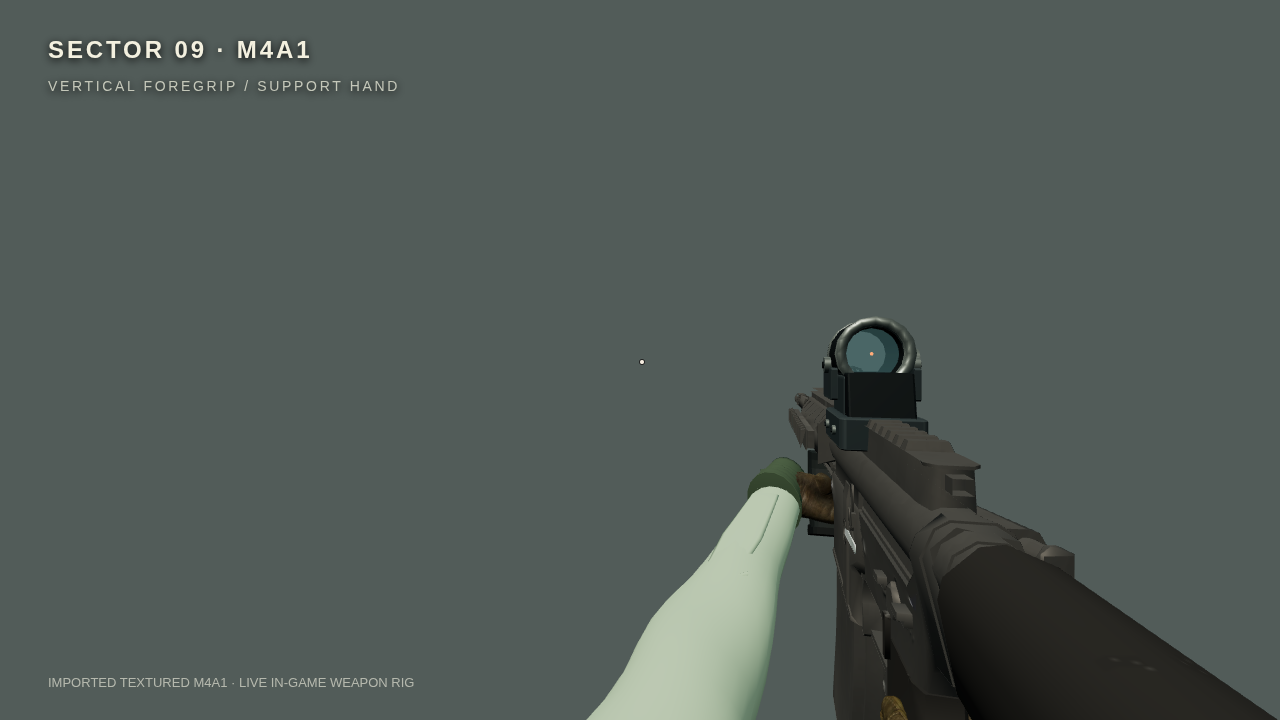 SECTOR 09 · M4A1
VERTICAL FOREGRIP / SUPPORT HAND
IMPORTED TEXTURED M4A1 · LIVE IN-GAME WEAPON RIG